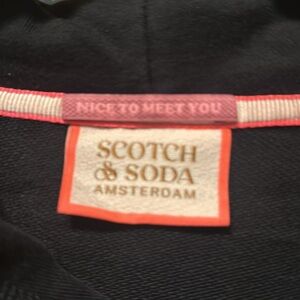 NICE TO MEET YOU
SCOTCH
& SODA
AMSTERDAM